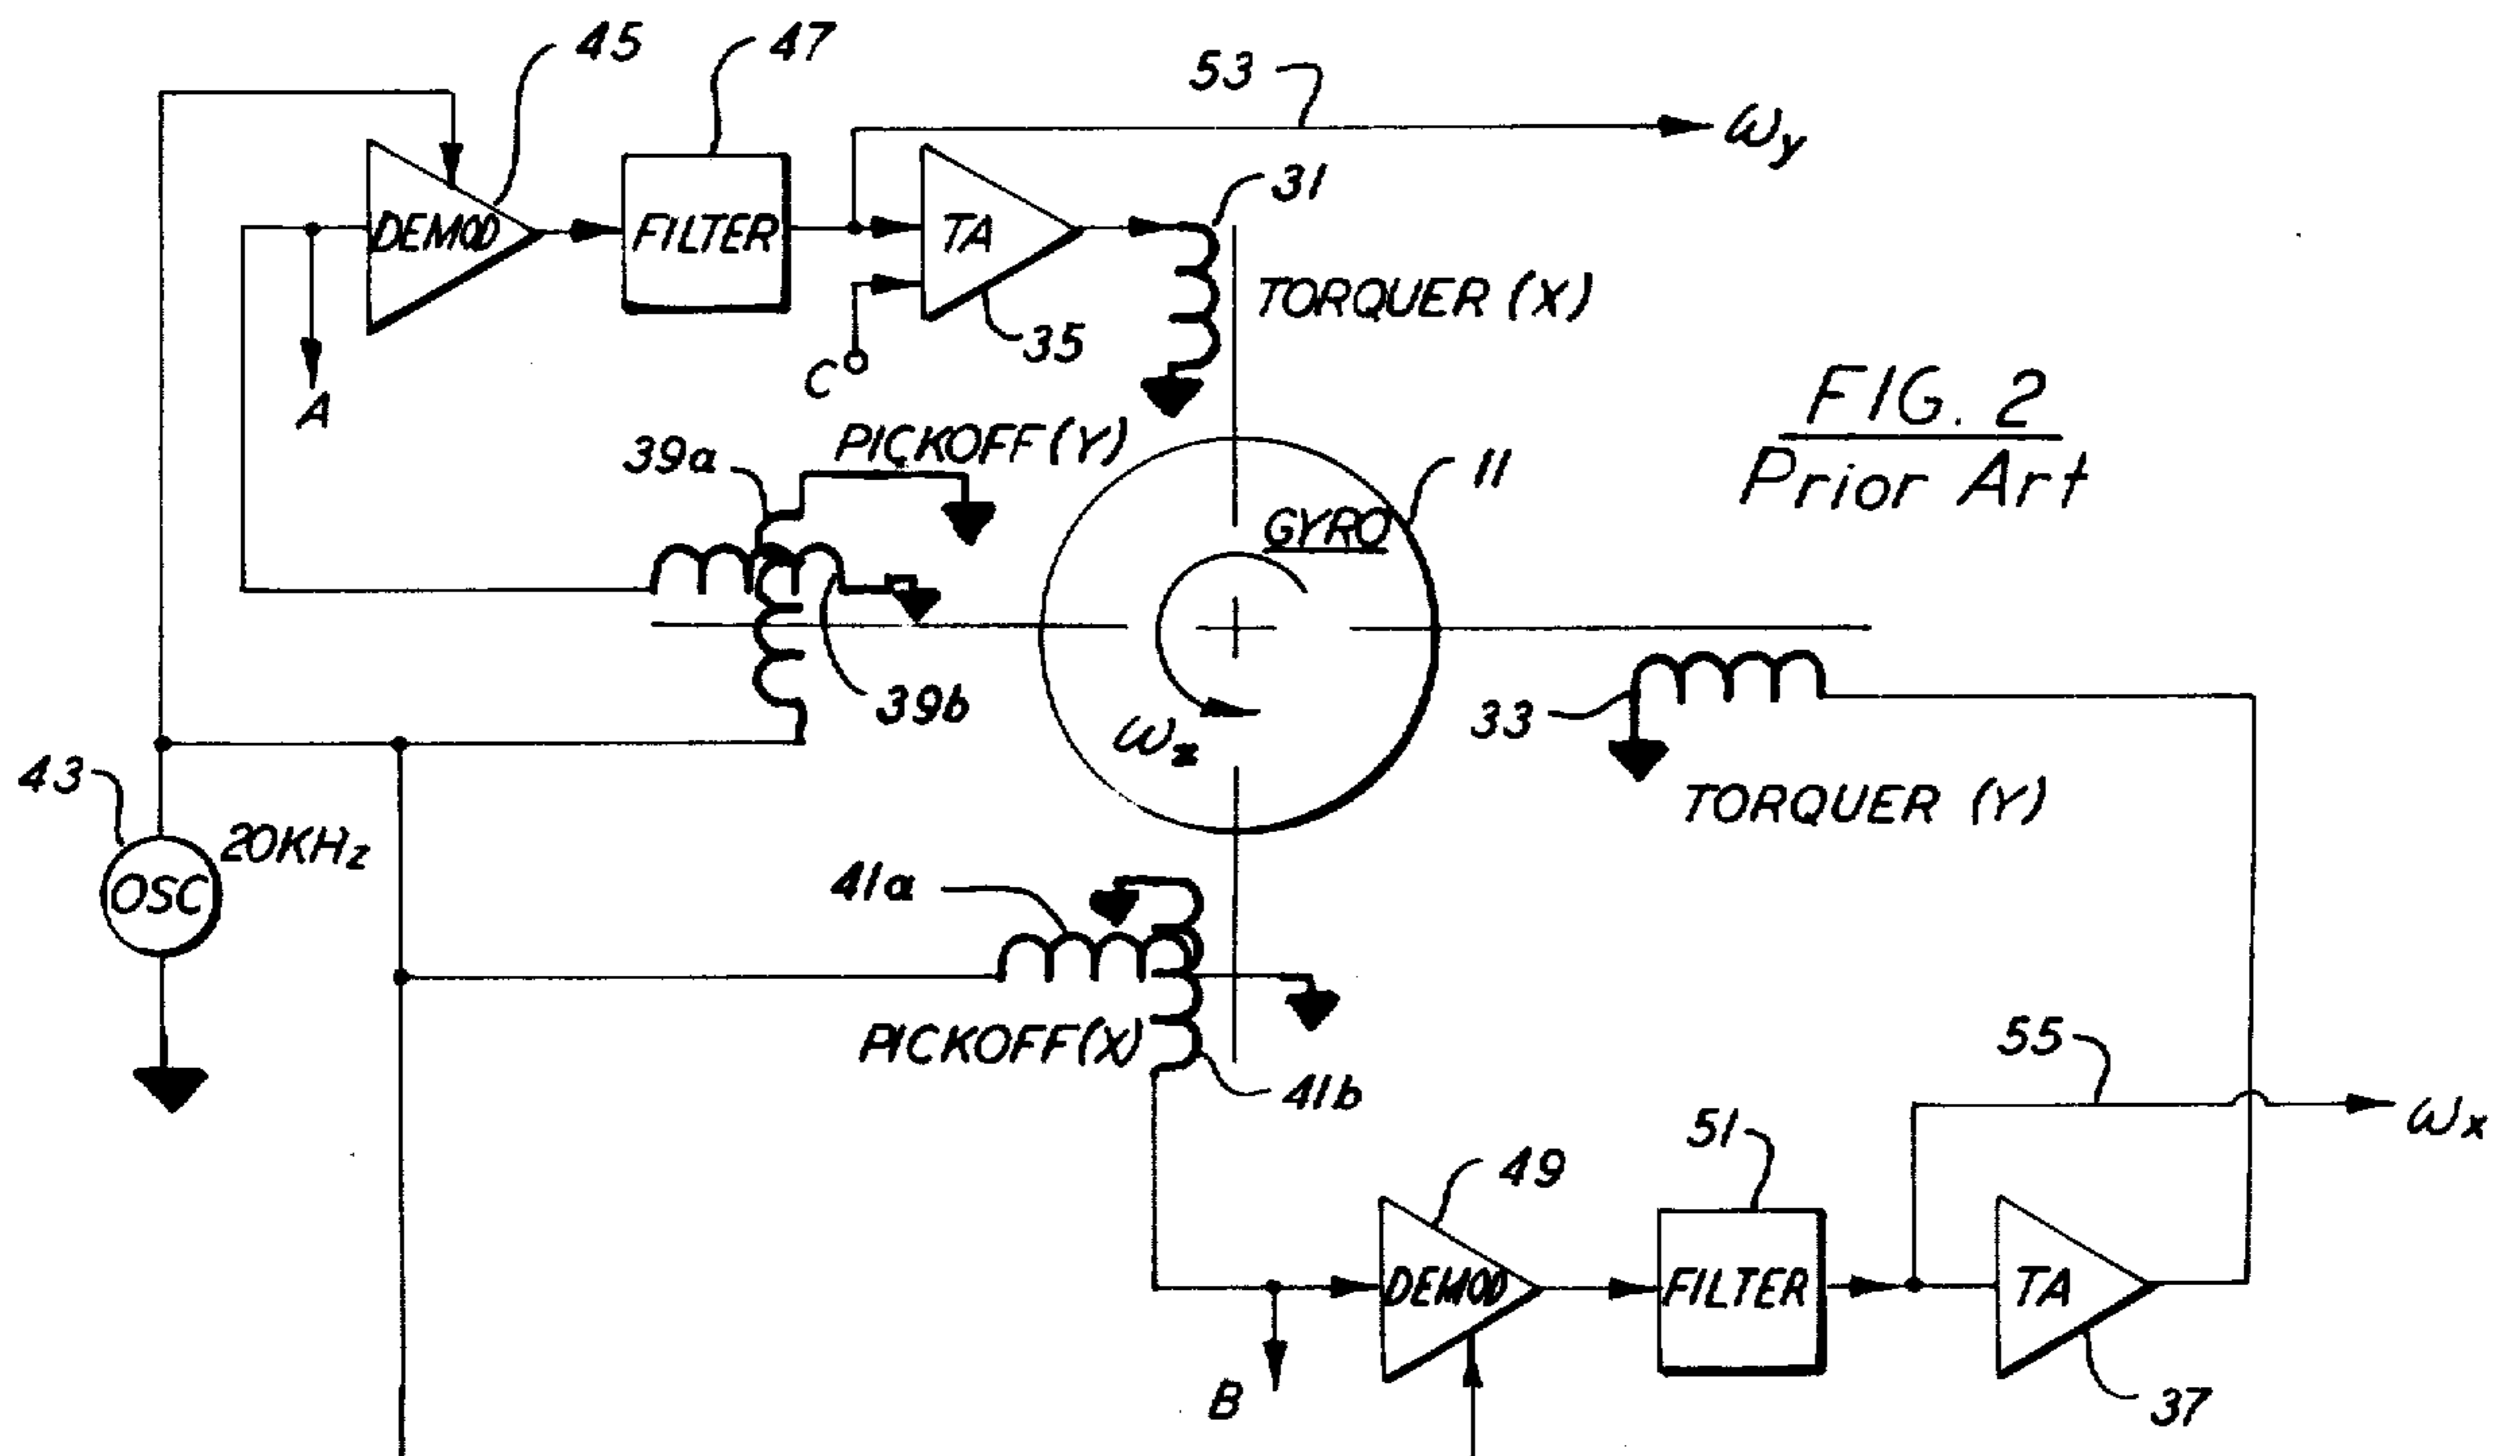 45
47
53
ωy
DEMOD
FILTER
TA
31
TORQUER (X)
35
C
A
FIG. 2
Prior Art
39a
PICKOFF (Y)
11
GYRO
39b
ωz
33
TORQUER (Y)
43
20KHz
OSC
41a
PICKOFF (X)
41b
55
ωx
51
49
DEMOD
FILTER
TA
B
37